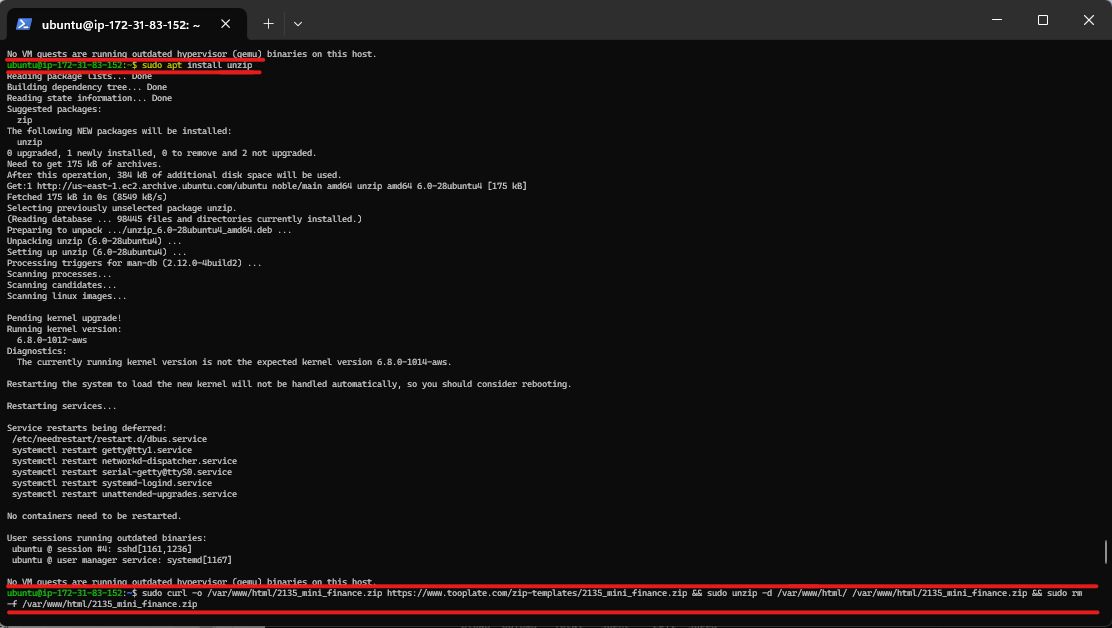 ubuntu@ip-172-31-83-152: ~
No VM guests are running outdated hypervisor (qemu) binaries on this host.
ubuntu@ip-172-31-83-152:~$ sudo apt install unzip
Reading package lists... Done
Building dependency tree... Done
Reading state information... Done
Suggested packages:
  zip
The following NEW packages will be installed:
  unzip
0 upgraded, 1 newly installed, 0 to remove and 2 not upgraded.
Need to get 175 kB of archives.
After this operation, 384 kB of additional disk space will be used.
Get:1 http://us-east-1.ec2.archive.ubuntu.com/ubuntu noble/main amd64 unzip amd64 6.0-28ubuntu4 [175 kB]
Fetched 175 kB in 0s (8549 kB/s)
Selecting previously unselected package unzip.
(Reading database ... 98445 files and directories currently installed.)
Preparing to unpack .../unzip_6.0-28ubuntu4_amd64.deb ...
Unpacking unzip (6.0-28ubuntu4) ...
Setting up unzip (6.0-28ubuntu4) ...
Processing triggers for man-db (2.12.0-4build2) ...
Scanning processes...
Scanning candidates...
Scanning linux images...

Pending kernel upgrade!
Running kernel version:
  6.8.0-1012-aws
Diagnostics:
  The currently running kernel version is not the expected kernel version 6.8.0-1014-aws.

Restarting the system to load the new kernel will not be handled automatically, so you should consider rebooting.

Restarting services...

Service restarts being deferred:
 /etc/needrestart/restart.d/dbus.service
 systemctl restart getty@tty1.service
 systemctl restart networkd-dispatcher.service
 systemctl restart serial-getty@ttyS0.service
 systemctl restart systemd-logind.service
 systemctl restart unattended-upgrades.service

No containers need to be restarted.

User sessions running outdated binaries:
 ubuntu @ session #4: sshd[1161,1236]
 ubuntu @ user manager service: systemd[1167]

No VM guests are running outdated hypervisor (qemu) binaries on this host.
ubuntu@ip-172-31-83-152:~$ sudo curl -o /var/www/html/2135_mini_finance.zip https://www.tooplate.com/zip-templates/2135_mini_finance.zip && sudo unzip -d /var/www/html/ /var/www/html/2135_mini_finance.zip && sudo rm
-f /var/www/html/2135_mini_finance.zip